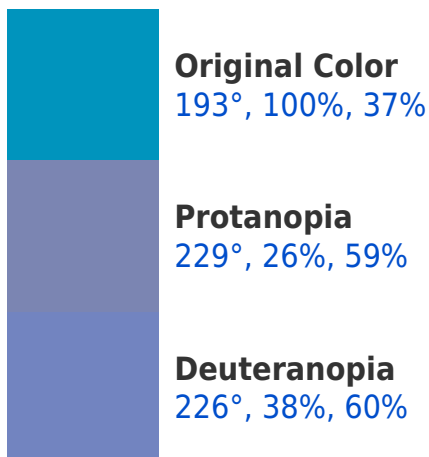 Original Color
193°, 100%, 37%
Protanopia
229°, 26%, 59%
Deuteranopia
226°, 38%, 60%